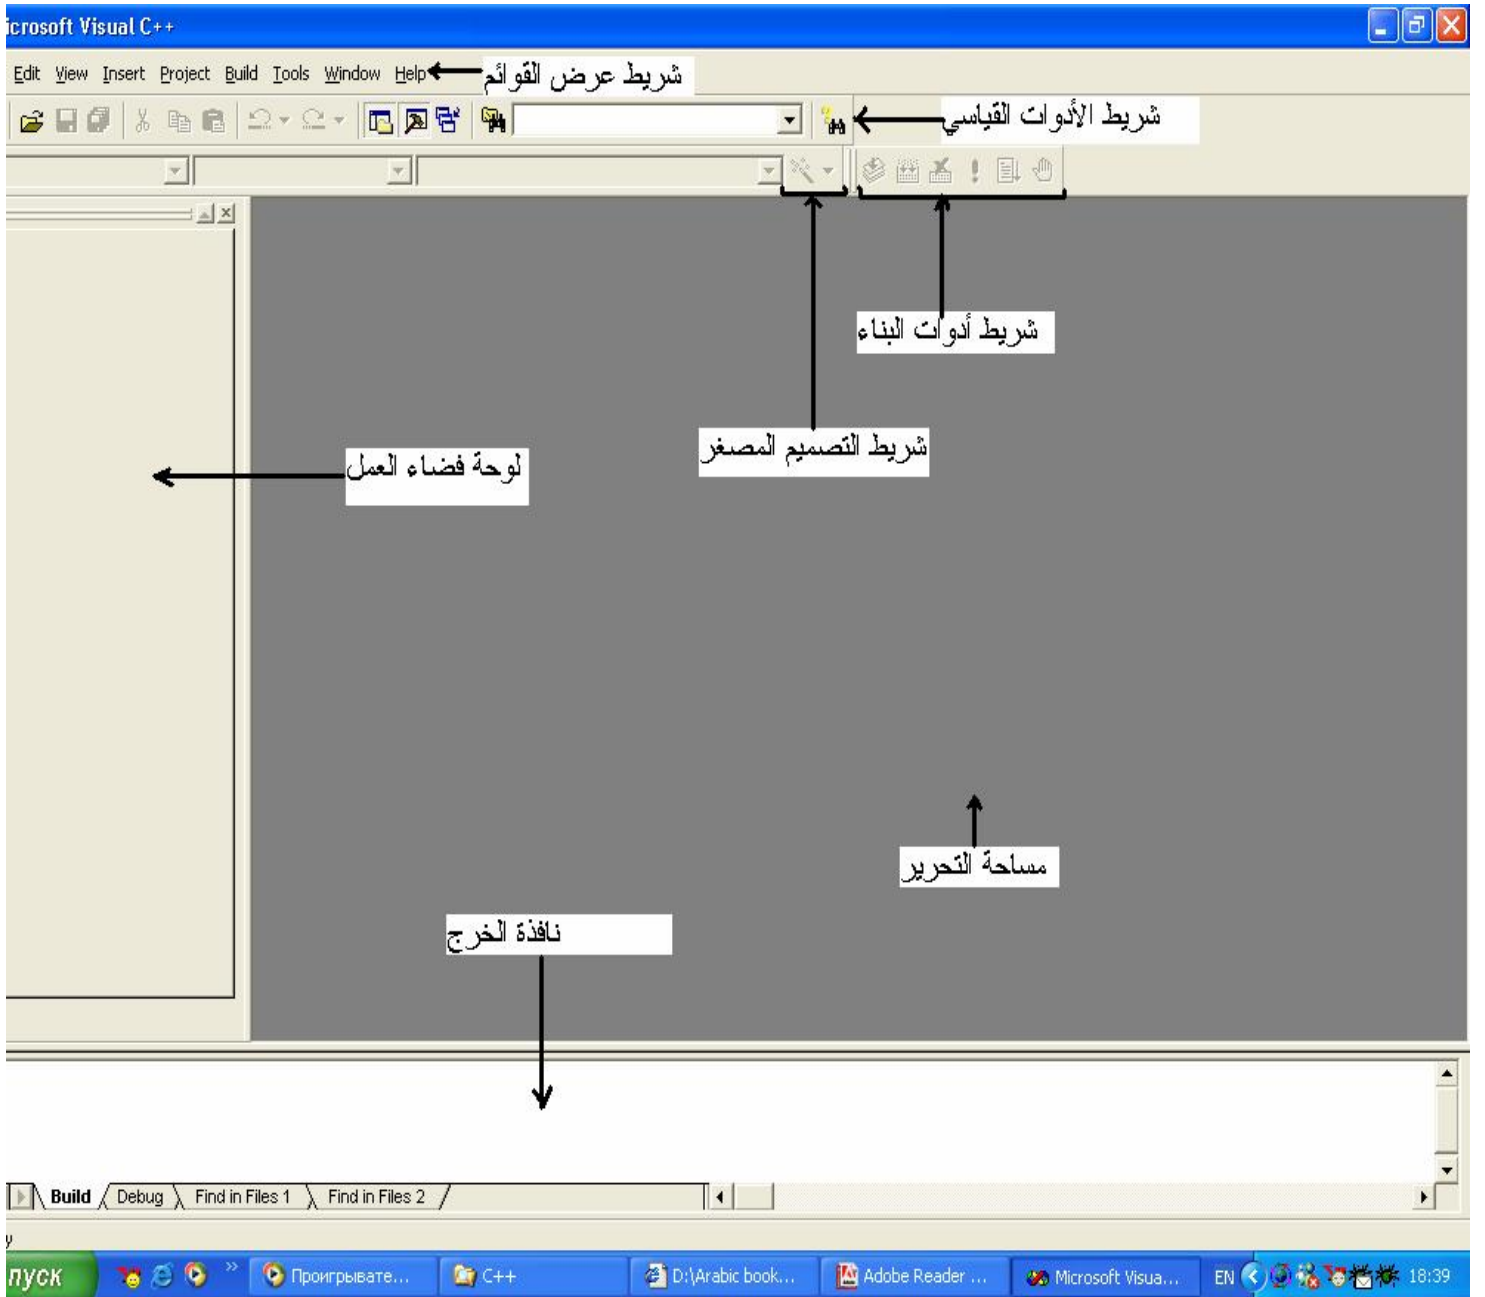 icrosoft Visual C++
Edit View Insert Project Build Tools Window Help
شريط عرض القوائم
شريط الأدوات القياسي
شريط أدوات البناء
شريط التصميم المصغر
لوحة فضاء العمل
مساحة التحرير
نافذة الخرج
Build Debug Find in Files 1 Find in Files 2
y
пуск » Проигрывате... C++ D:\Arabic book... Adobe Reader ... Microsoft Visua... EN 18:39